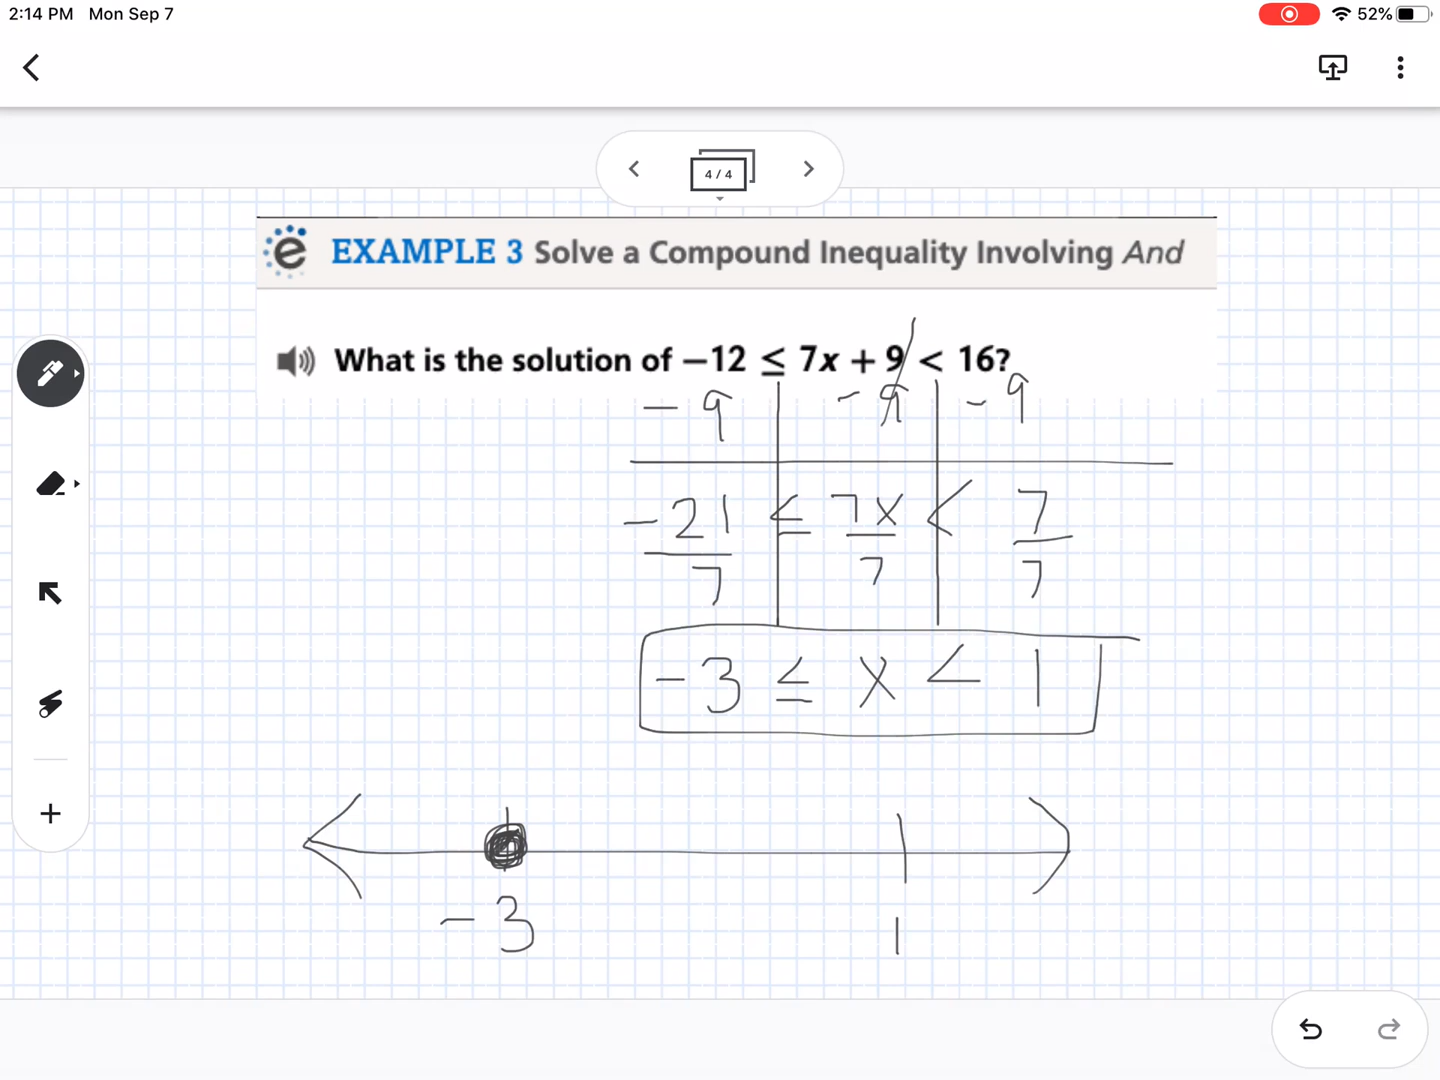 2:14 PM Mon Sep 7 52%
4 / 4
e EXAMPLE 3 Solve a Compound Inequality Involving And
What is the solution of −12 ≤ 7x + 9 < 16?
− 9 − 9 − 9
−21 ≤ 7x < 7
7 7 7
−3 ≤ x < 1
−3 1